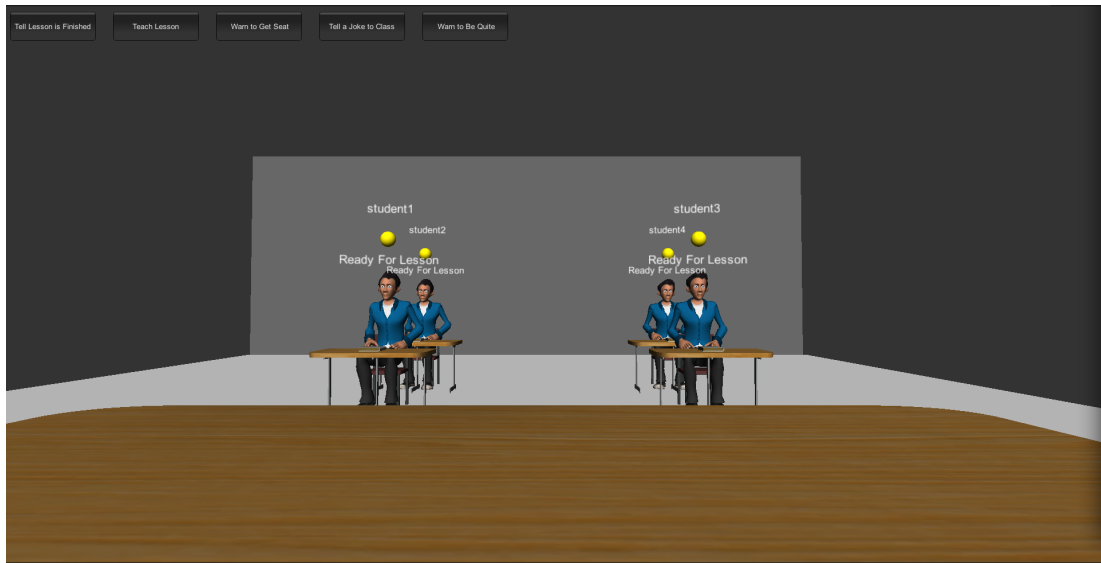 Tell Lesson is Finished
Teach Lesson
Warn to Get Seat
Tell a Joke to Class
Warn to Be Quite
student1
student3
student2
student4
Ready For Lesson
Ready For Lesson
Ready For Lesson
Ready For Lesson